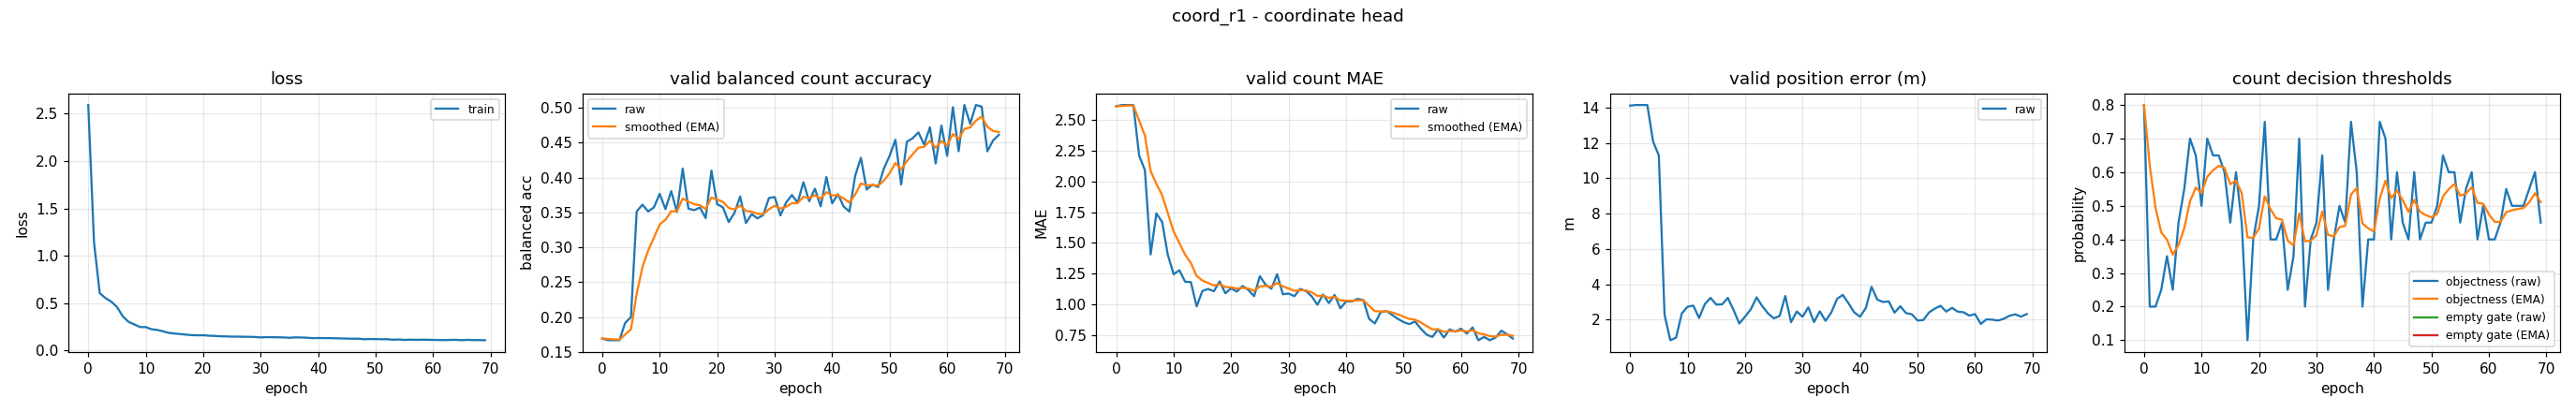 coord_r1 - coordinate head
loss
train
2.5
2.0
1.5
1.0
0.5
0.0
loss
0 10 20 30 40 50 60 70
epoch
valid balanced count accuracy
raw
smoothed (EMA)
0.50
0.45
0.40
0.35
0.30
0.25
0.20
0.15
balanced acc
0 10 20 30 40 50 60 70
epoch
valid count MAE
raw
smoothed (EMA)
2.50
2.25
2.00
1.75
1.50
1.25
1.00
0.75
MAE
0 10 20 30 40 50 60 70
epoch
valid position error (m)
raw
14
12
10
8
6
4
2
m
0 10 20 30 40 50 60 70
epoch
count decision thresholds
0.8
0.7
0.6
0.5
0.4
0.3
0.2
0.1
probability
objectness (raw)
objectness (EMA)
empty gate (raw)
empty gate (EMA)
0 10 20 30 40 50 60 70
epoch